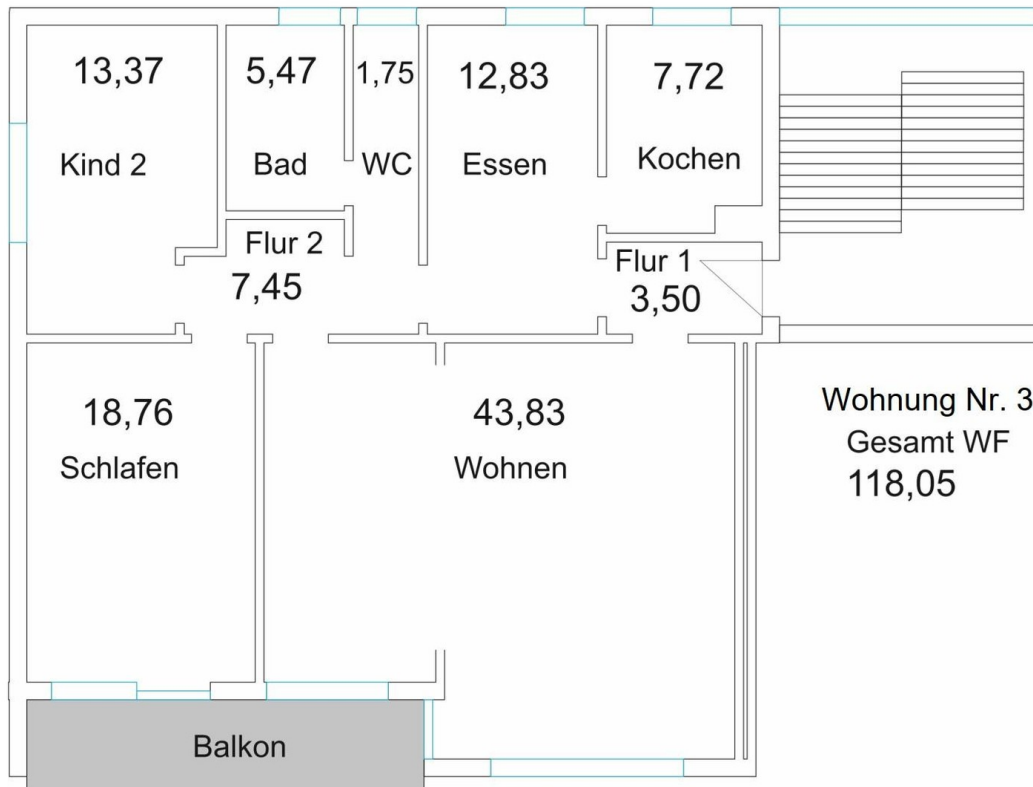 13,37
Kind 2
5,47
Bad
1,75
WC
12,83
Essen
7,72
Kochen
Flur 2
7,45
Flur 1
3,50
18,76
Schlafen
43,83
Wohnen
Wohnung Nr. 3
Gesamt WF
118,05
Balkon